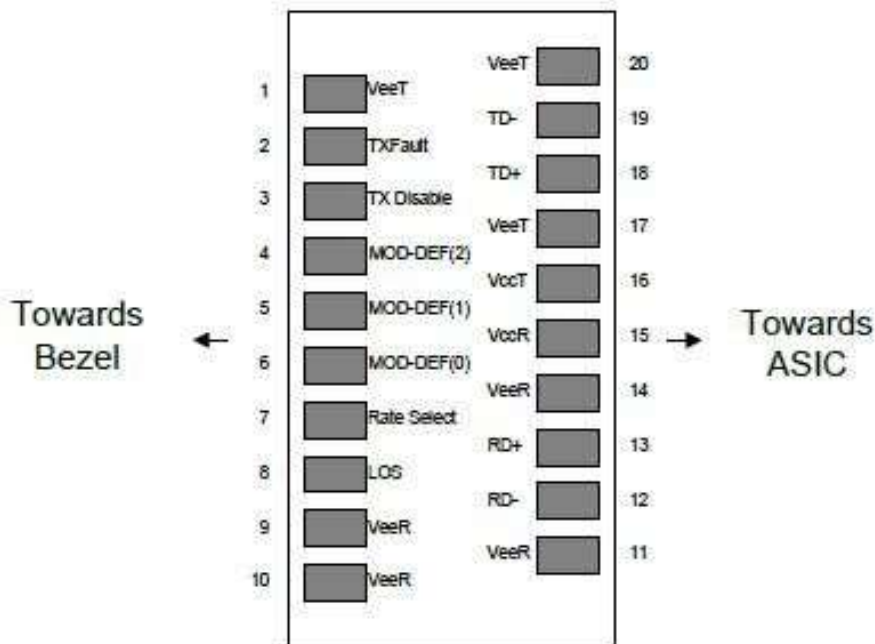 VeeT 20
1 VeeT
TD- 19
2 TXFault
TD+ 18
3 TX Disable
VeeT 17
4 MOD-DEF(2)
VccT 16
5 MOD-DEF(1)
Towards
Bezel
VccR 15
Towards
ASIC
6 MOD-DEF(0)
VeeR 14
7 Rate Select
RD+ 13
8 LOS
RD- 12
9 VeeR
VeeR 11
10 VeeR